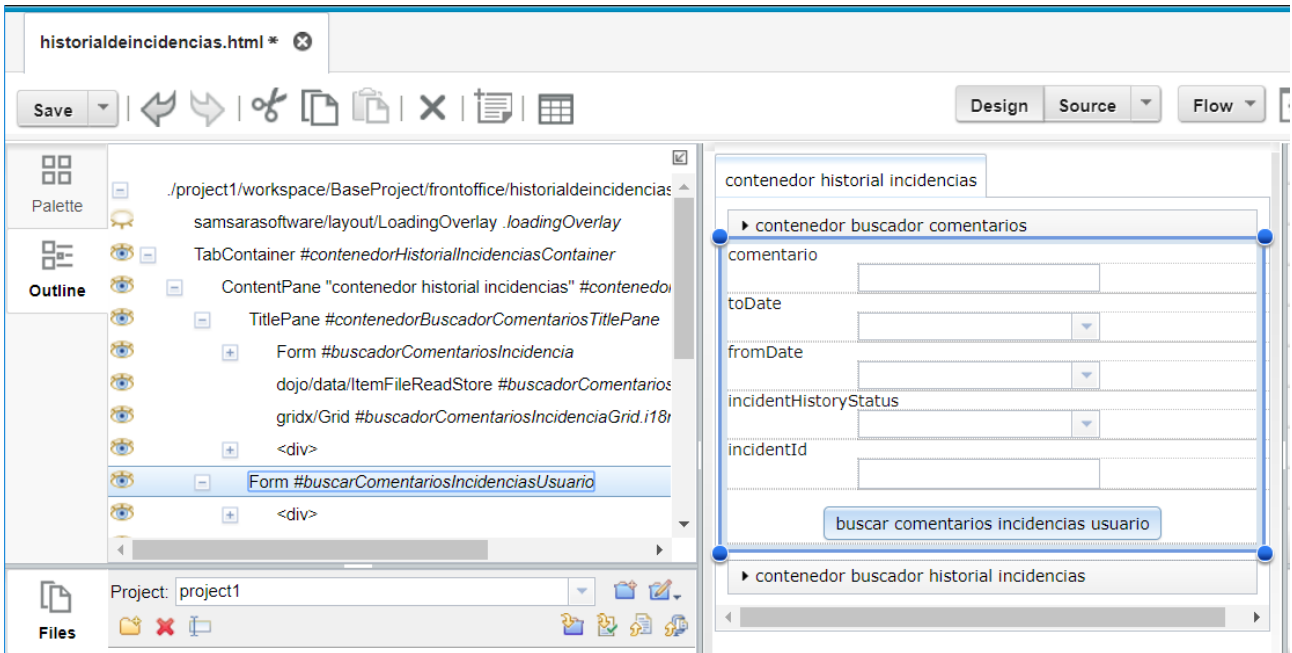 historialdeincidencias.html *
Save
Design Source Flow
Palette
Outline
./project1/workspace/BaseProject/frontoffice/historialdeincidencias
samsarasoftware/layout/LoadingOverlay .loadingOverlay
TabContainer #contenedorHistorialIncidenciasContainer
ContentPane "contenedor historial incidencias" #contenedor
TitlePane #contenedorBuscadorComentariosTitlePane
Form #buscadorComentariosIncidencia
dojo/data/ItemFileReadStore #buscadorComentarios
gridx/Grid #buscadorComentariosIncidenciaGrid.i18n
<div>
Form #buscarComentariosIncidenciasUsuario
<div>
Files
Project: project1
contenedor historial incidencias
contenedor buscador comentarios
comentario
toDate
fromDate
incidentHistoryStatus
incidentId
buscar comentarios incidencias usuario
contenedor buscador historial incidencias